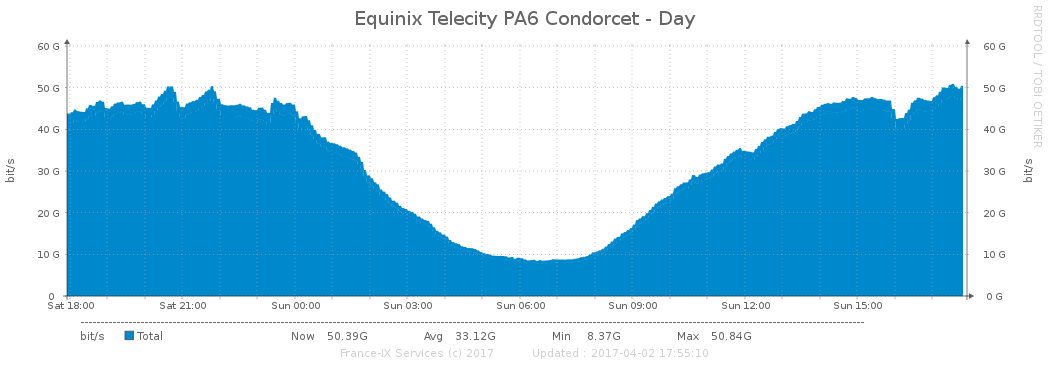 Equinix Telecity PA6 Condorcet - Day
RRDTOOL / TOBI OETIKER
60 G 60 G
50 G 50 G
40 G 40 G
30 G 30 G
20 G 20 G
10 G 10 G
0 0 G
bit/s bit/s
Sat 18:00 Sat 21:00 Sun 00:00 Sun 03:00 Sun 06:00 Sun 09:00 Sun 12:00 Sun 15:00
bit/s Total Now 50.39G Avg 33.12G Min 8.37G Max 50.84G
France-IX Services (c) 2017 Updated : 2017-04-02 17:55:10